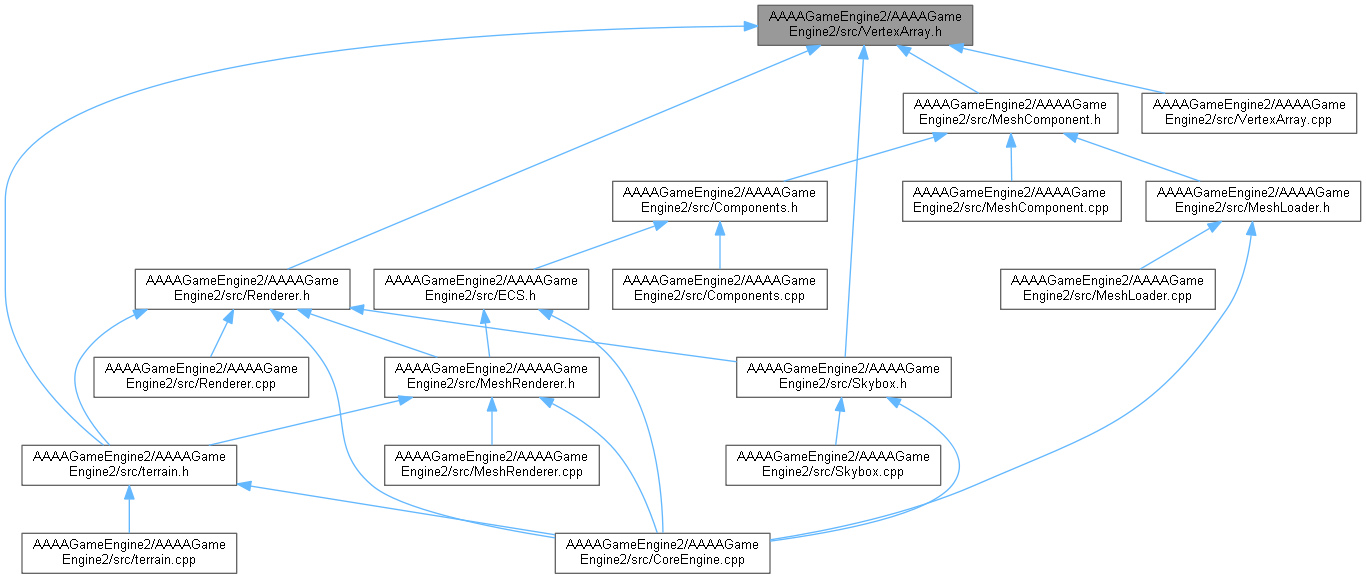 AAAAGameEngine2/AAAAGame
Engine2/src/VertexArray.h
AAAAGameEngine2/AAAAGame
Engine2/src/MeshComponent.h
AAAAGameEngine2/AAAAGame
Engine2/src/VertexArray.cpp
AAAAGameEngine2/AAAAGame
Engine2/src/Components.h
AAAAGameEngine2/AAAAGame
Engine2/src/MeshComponent.cpp
AAAAGameEngine2/AAAAGame
Engine2/src/MeshLoader.h
AAAAGameEngine2/AAAAGame
Engine2/src/Renderer.h
AAAAGameEngine2/AAAAGame
Engine2/src/ECS.h
AAAAGameEngine2/AAAAGame
Engine2/src/Components.cpp
AAAAGameEngine2/AAAAGame
Engine2/src/MeshLoader.cpp
AAAAGameEngine2/AAAAGame
Engine2/src/Renderer.cpp
AAAAGameEngine2/AAAAGame
Engine2/src/MeshRenderer.h
AAAAGameEngine2/AAAAGame
Engine2/src/Skybox.h
AAAAGameEngine2/AAAAGame
Engine2/src/terrain.h
AAAAGameEngine2/AAAAGame
Engine2/src/MeshRenderer.cpp
AAAAGameEngine2/AAAAGame
Engine2/src/Skybox.cpp
AAAAGameEngine2/AAAAGame
Engine2/src/terrain.cpp
AAAAGameEngine2/AAAAGame
Engine2/src/CoreEngine.cpp